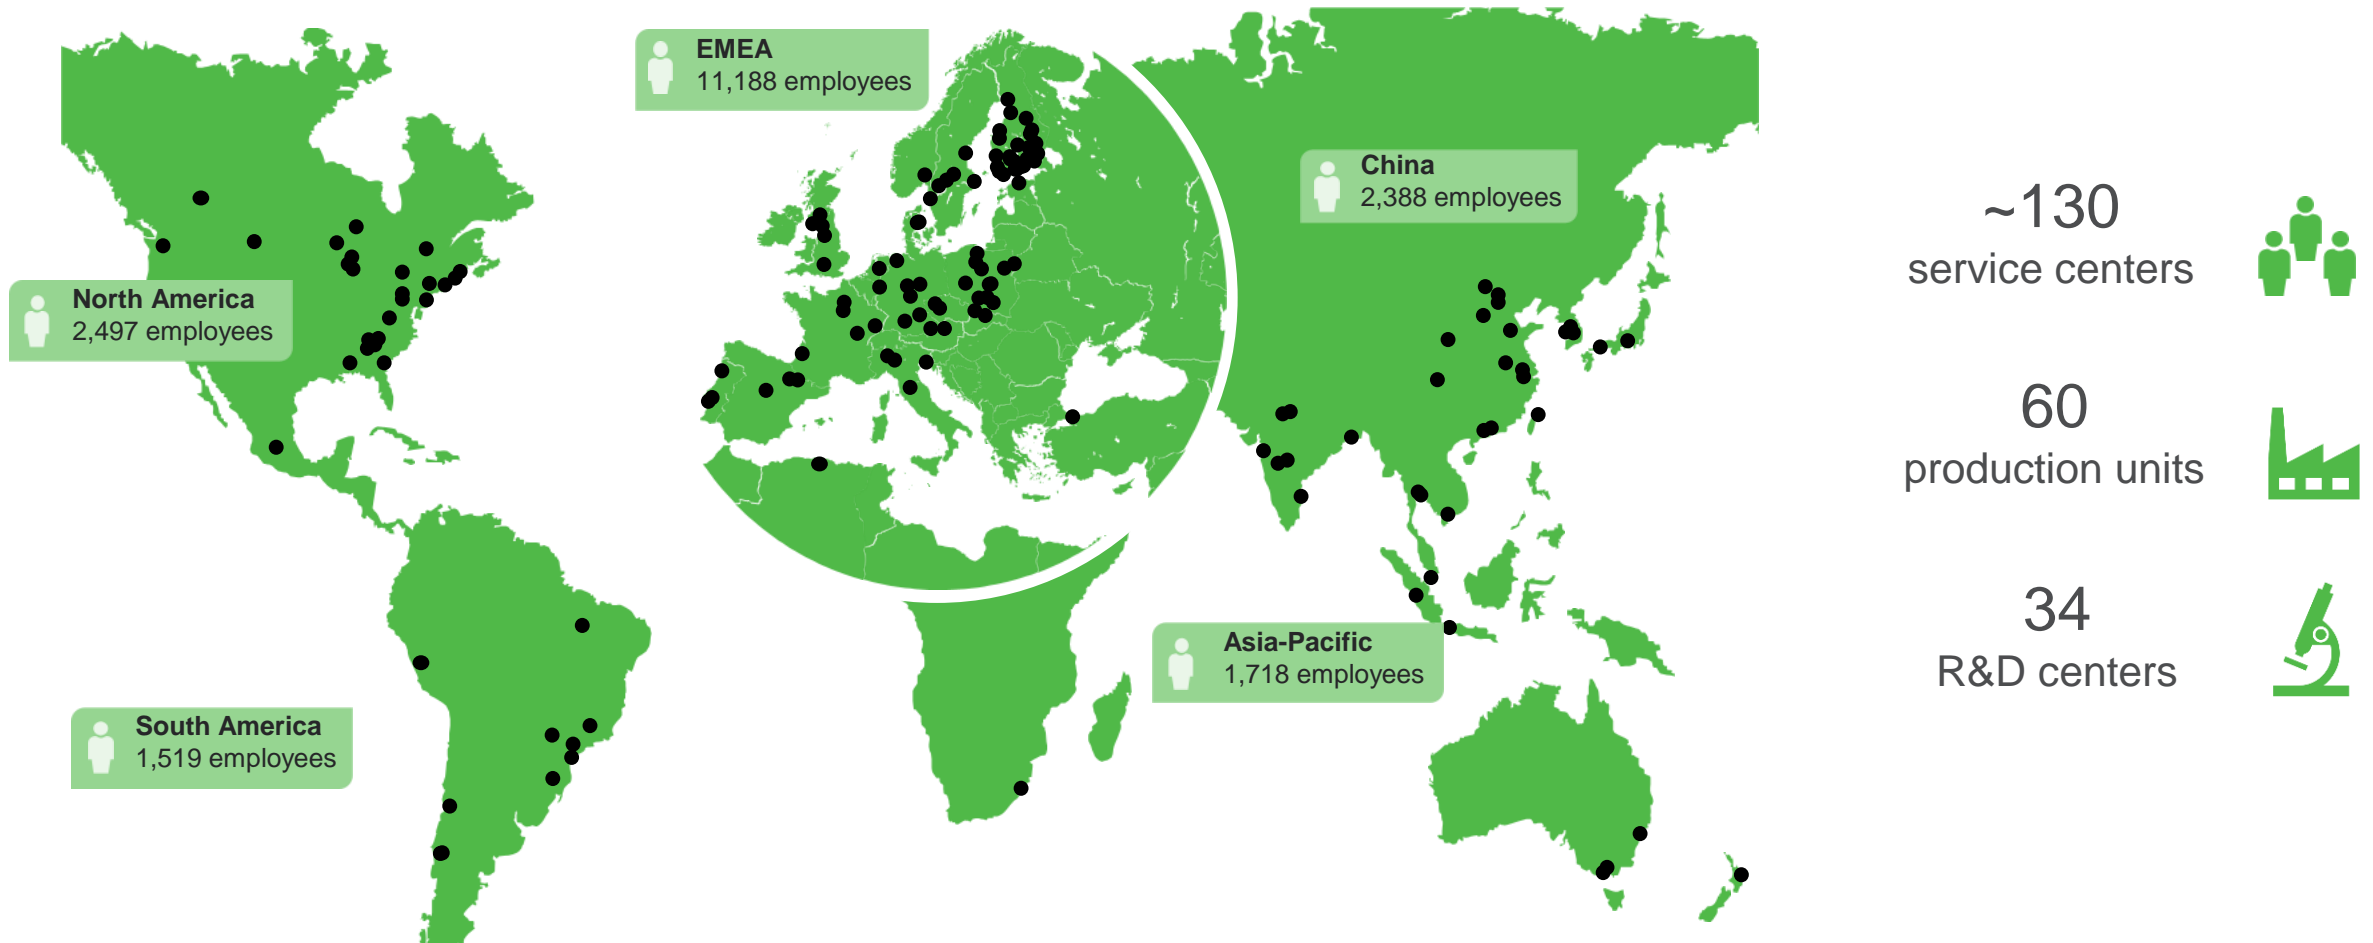 EMEA
11,188 employees
China
2,388 employees
North America
2,497 employees
Asia-Pacific
1,718 employees
South America
1,519 employees
~130
service centers
60
production units
34
R&D centers